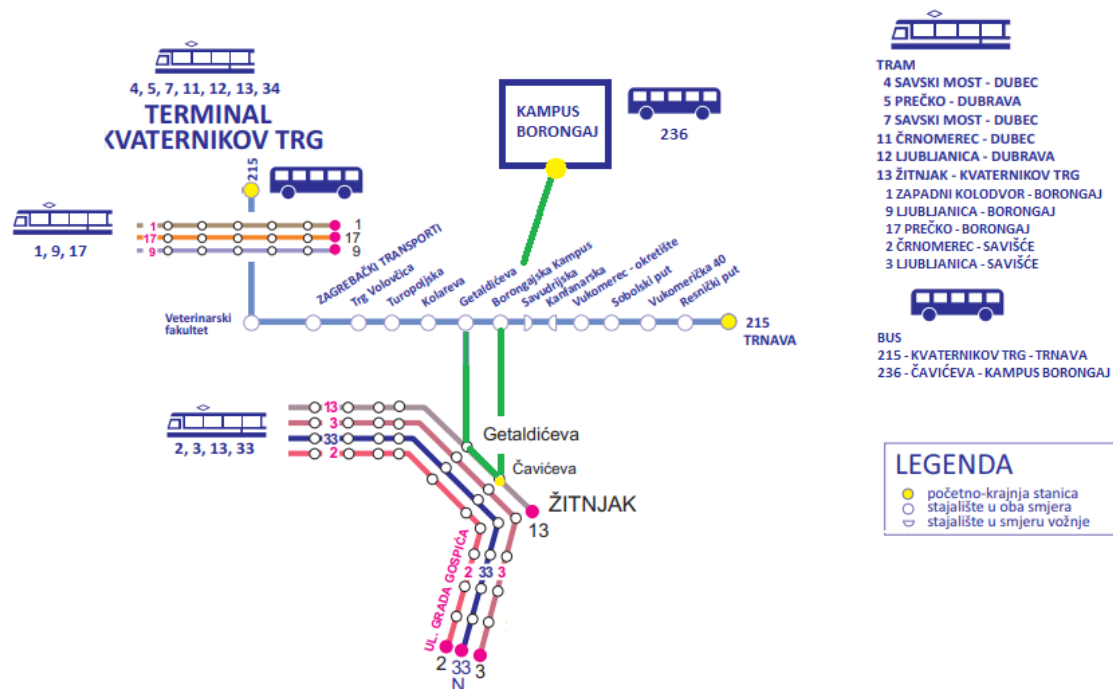 4, 5, 7, 11, 12, 13, 34
TERMINAL
KVATERNIKOV TRG
215
1, 9, 17
1
17
9
1
17
9
KAMPUS
BORONGAJ
236
Veterinarski
fakultet
ZAGREBAČKI TRANSPORTI
Trg Volovčica
Turopoljska
Kolareva
Getaldićeva
Borongajska Kampus
Savudrijska
Kanfanarska
Vukomerec - okretište
Sobolski put
Vukomerička 40
Resnički put
215
TRNAVA
2, 3, 13, 33
13
3
33
2
Getaldićeva
Čavićeva
ŽITNJAK
13
UL. GRADA GOSPIĆA
2
33
3
2
33
N
3
TRAM
4 SAVSKI MOST - DUBEC
5 PREČKO - DUBRAVA
7 SAVSKI MOST - DUBEC
11 ČRNOMEREC - DUBEC
12 LJUBLJANICA - DUBRAVA
13 ŽITNJAK - KVATERNIKOV TRG
1 ZAPADNI KOLODVOR - BORONGAJ
9 LJUBLJANICA - BORONGAJ
17 PREČKO - BORONGAJ
2 ČRNOMEREC - SAVIŠĆE
3 LJUBLJANICA - SAVIŠĆE
BUS
215 - KVATERNIKOV TRG - TRNAVA
236 - ČAVIĆEVA - KAMPUS BORONGAJ
LEGENDA
početno-krajnja stanica
stajalište u oba smjera
stajalište u smjeru vožnje